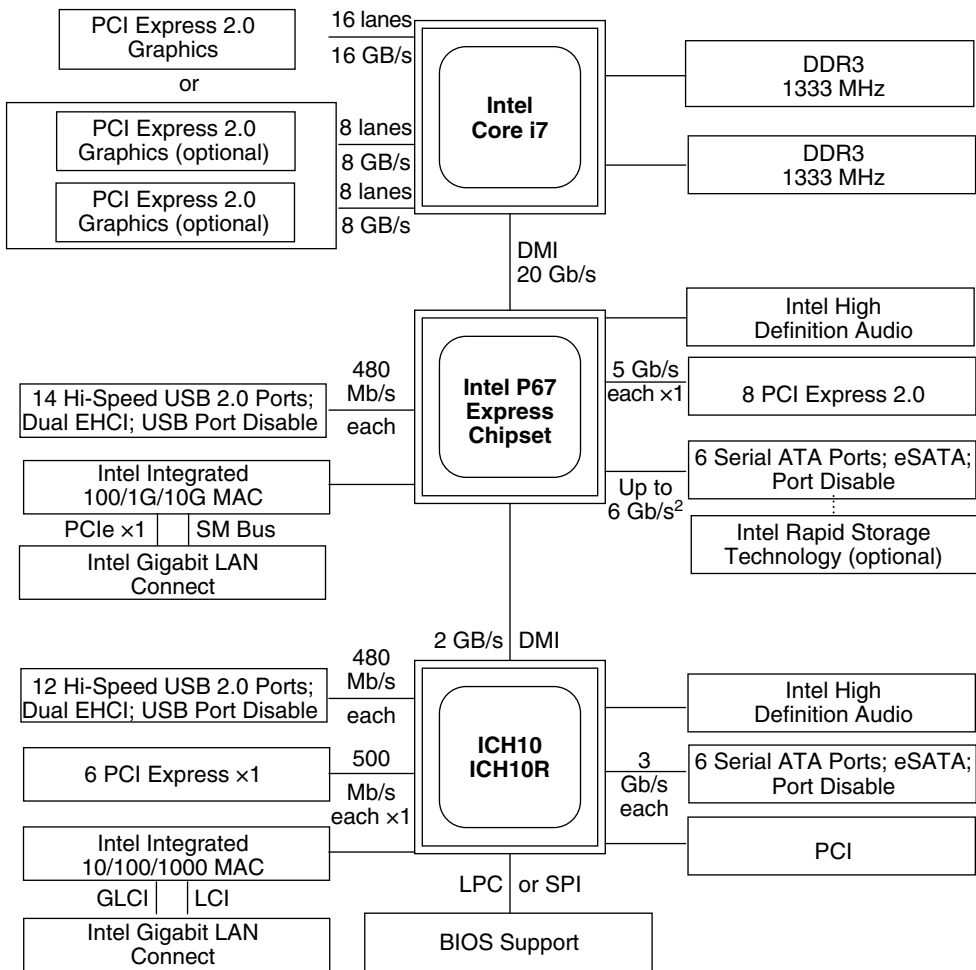 PCI Express 2.0
Graphics
16 lanes
16 GB/s
or
PCI Express 2.0
Graphics (optional)
8 lanes
8 GB/s
PCI Express 2.0
Graphics (optional)
8 lanes
8 GB/s
Intel
Core i7
DDR3
1333 MHz
DDR3
1333 MHz
DMI
20 Gb/s
Intel High
Definition Audio
480
Mb/s
each
14 Hi-Speed USB 2.0 Ports;
Dual EHCI; USB Port Disable
Intel P67
Express
Chipset
5 Gb/s
each ×1
8 PCI Express 2.0
Intel Integrated
100/1G/10G MAC
PCIe ×1
SM Bus
Intel Gigabit LAN
Connect
Up to
6 Gb/s²
6 Serial ATA Ports; eSATA;
Port Disable
Intel Rapid Storage
Technology (optional)
2 GB/s
DMI
480
Mb/s
each
12 Hi-Speed USB 2.0 Ports;
Dual EHCI; USB Port Disable
Intel High
Definition Audio
ICH10
ICH10R
6 PCI Express ×1
500
Mb/s
each ×1
3
Gb/s
each
6 Serial ATA Ports; eSATA;
Port Disable
Intel Integrated
10/100/1000 MAC
PCI
GLCI
LCI
LPC
or SPI
Intel Gigabit LAN
Connect
BIOS Support